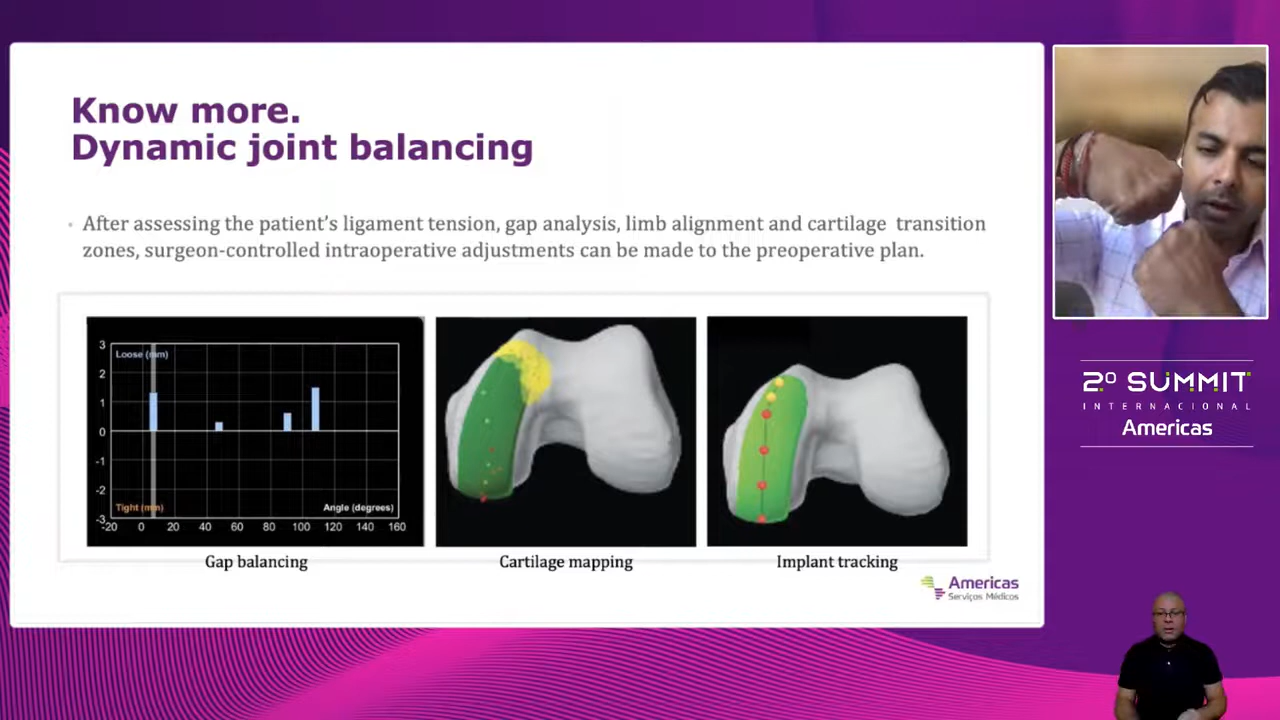 Know more.
Dynamic joint balancing
• After assessing the patient’s ligament tension, gap analysis, limb alignment and cartilage transition
zones, surgeon-controlled intraoperative adjustments can be made to the preoperative plan.
3
Loose (mm)
2
1
0
-1
-2
Tight (mm)
Angle (degrees)
-3
-20 0 20 40 60 80 100 120 140 160
Gap balancing
Cartilage mapping
Implant tracking
Americas
Serviços Médicos
2º SUMMIT
INTERNACIONAL
Americas